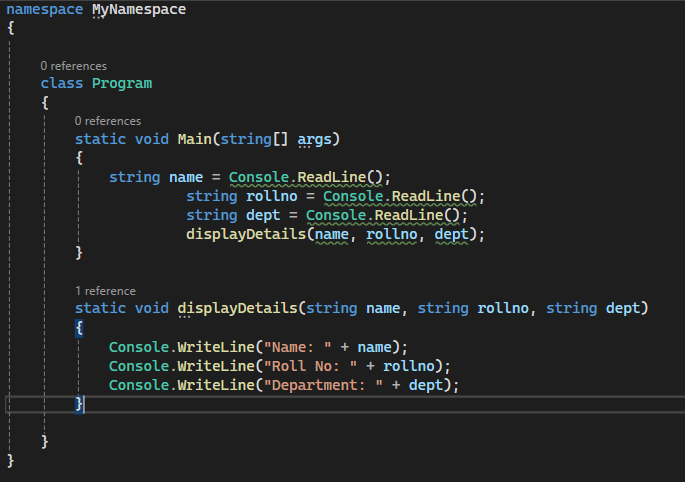 namespace MyNamespace
{
0 references
class Program
{
0 references
static void Main(string[] args)
{
string name = Console.ReadLine();
string rollno = Console.ReadLine();
string dept = Console.ReadLine();
displayDetails(name, rollno, dept);
}
1 reference
static void displayDetails(string name, string rollno, string dept)
{
Console.WriteLine("Name: " + name);
Console.WriteLine("Roll No: " + rollno);
Console.WriteLine("Department: " + dept);
}
}
}